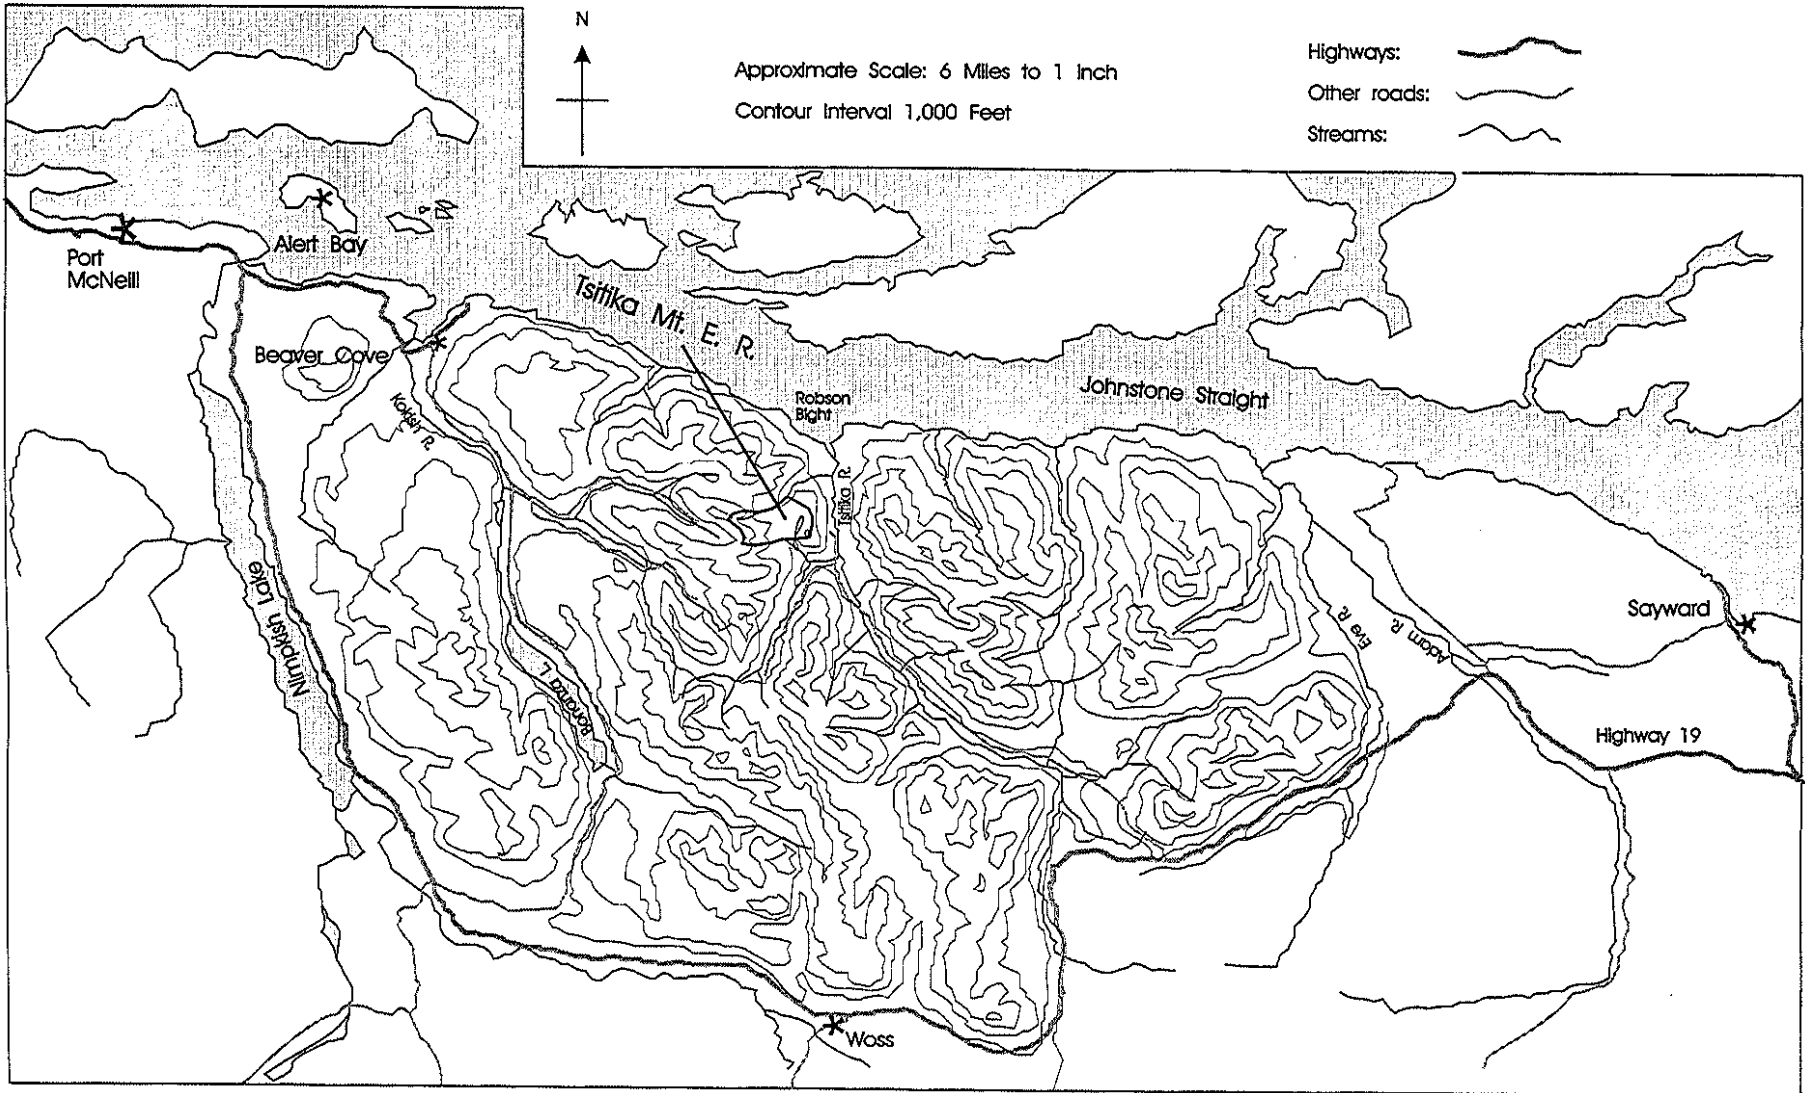 N
Approximate Scale: 6 Miles to 1 Inch
Contour Interval 1,000 Feet
Highways:
Other roads:
Streams:
Alert Bay
Port
McNeill
Tsitika Mt. E. R.
Beaver Cove
Johnstone Straight
Robson
Bight
Kokish R.
Tsitika R.
Nimpkish Lake
Sayward
Eve R.
Adam R.
Bonanza L.
Highway 19
Woss